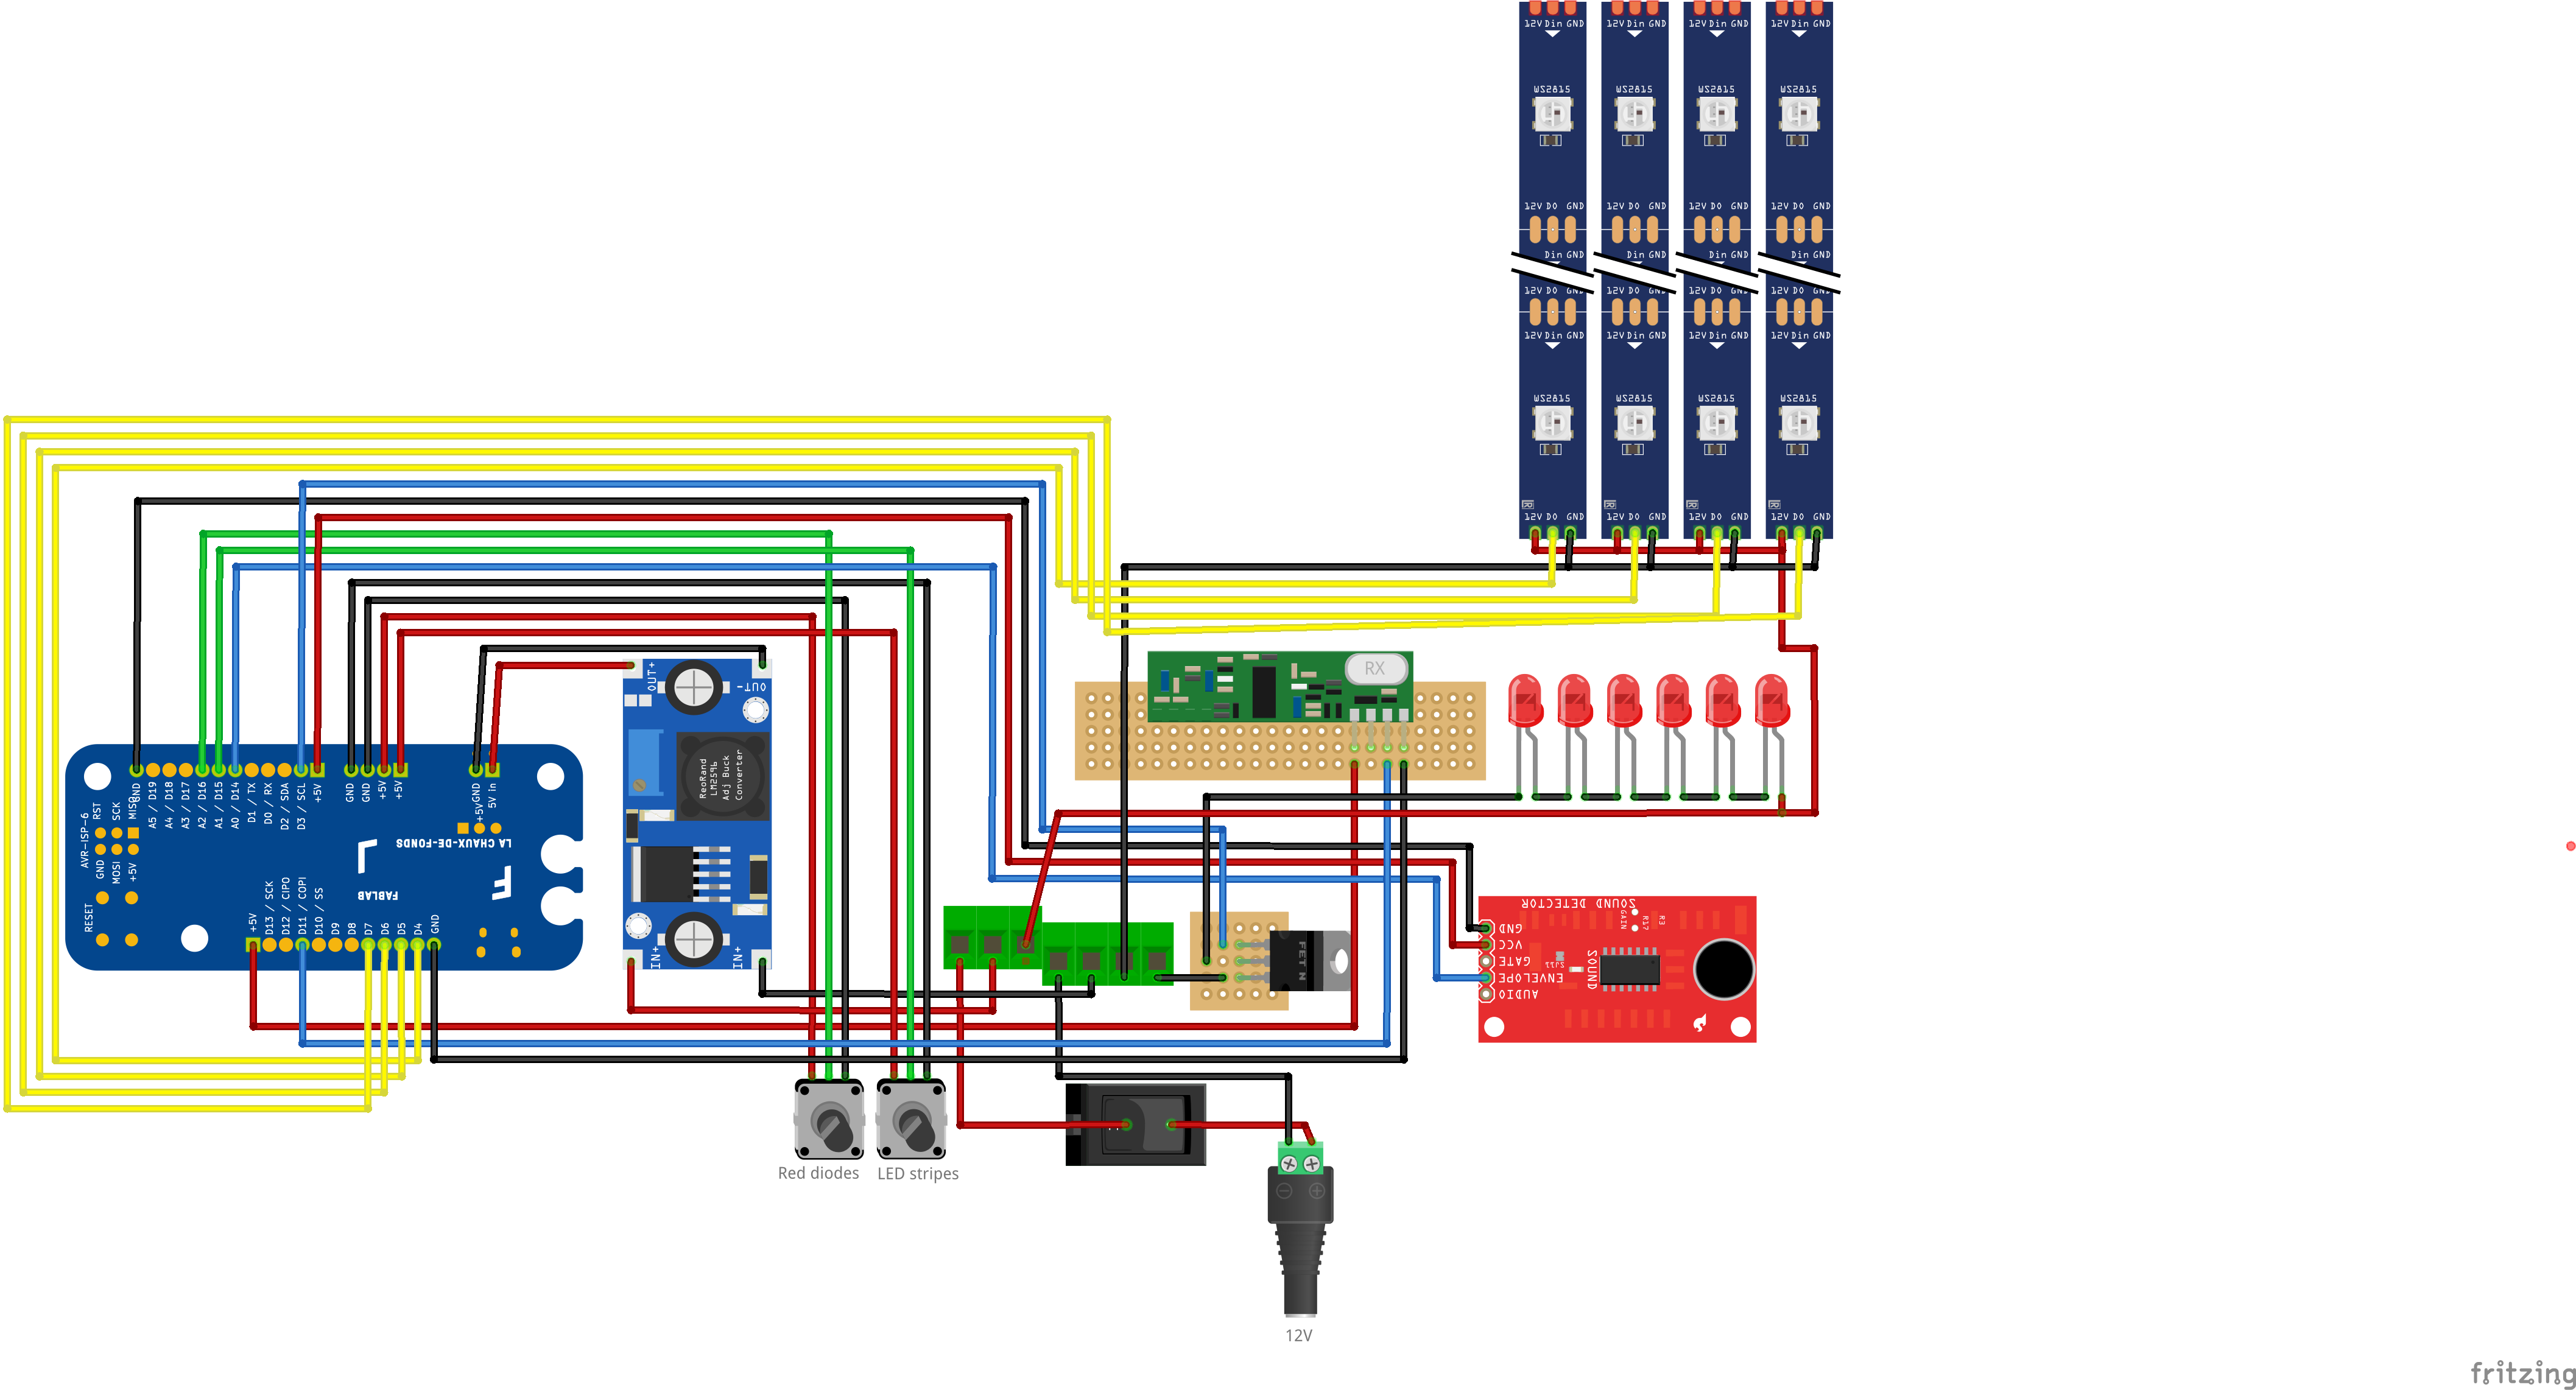 12V Din GND
12V Din GND
12V Din GND
12V Din GND
WS2815
WS2815
WS2815
WS2815
12V DO GND
12V DO GND
12V DO GND
12V DO GND
Din GND
Din GND
Din GND
Din GND
12V DO GND
12V DO GND
12V DO GND
12V DO GND
12V Din GND
12V Din GND
12V Din GND
12V Din GND
WS2815
WS2815
WS2815
WS2815
R
R
R
R
12V DO GND
12V DO GND
12V DO GND
12V DO GND
RX
GND
A5 / D19
A4 / D18
A3 / D17
A2 / D16
A1 / D15
A0 / D14
D1 / TX
D0 / RX
D2 / SDA
D3 / SCL
+5V
GND
GND
+5V
+5V
GND
5V in
+5V
AVR-ISP-6
RST
SCK
MISO
GND
MOSI
+5V
RESET
LA CHAUX-DE-FONDS
FABLAB
L
F
+5V
D13 / SCK
D12 / CIPO
D11 / COPI
D10 / SS
D9
D8
D7
D6
D5
D4
GND
OUT+
OUT-
ReoRand
LM2596
Adj Buck
Converter
IN+
IN+
FET N
SOUND DETECTOR
GAIN
R17
R3
GND
VCC
GATE
ENVELOPE
AUDIO
SJ1
SOUND
Red diodes
LED stripes
12V
fritzing